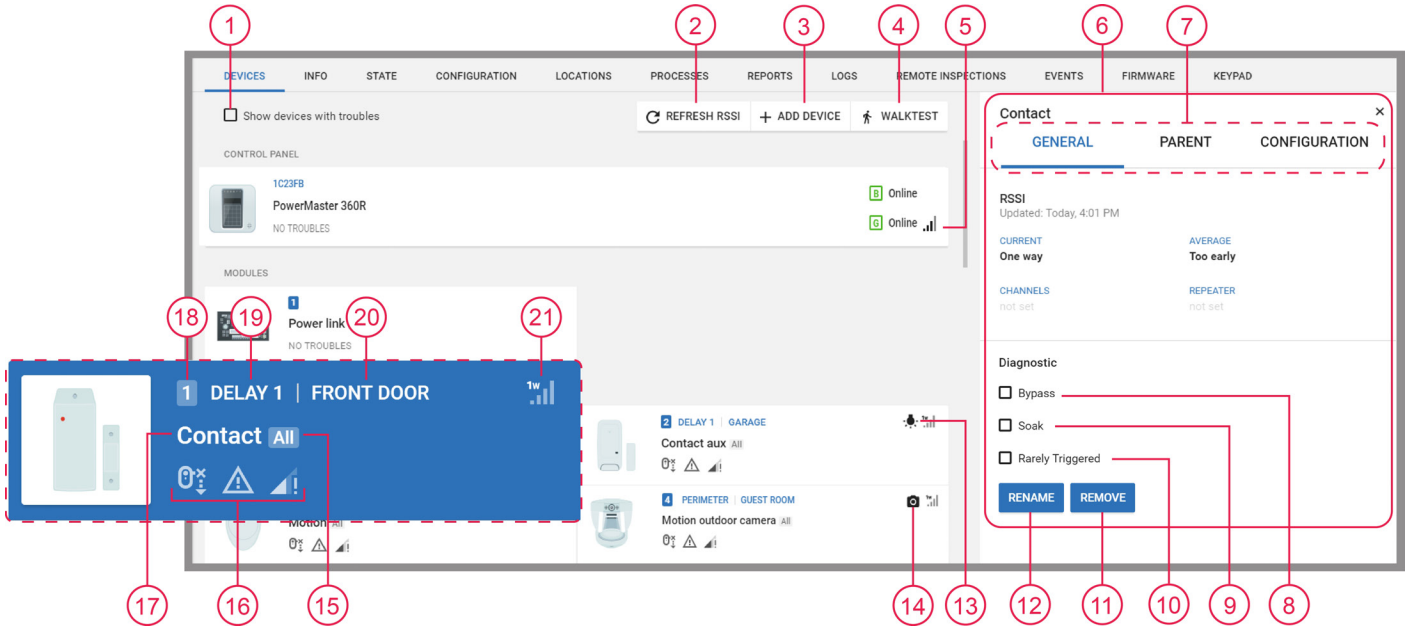 1 2 3 4 5 6 7
DEVICES INFO STATE CONFIGURATION LOCATIONS PROCESSES REPORTS LOGS REMOTE INSPECTIONS EVENTS FIRMWARE KEYPAD
Show devices with troubles
REFRESH RSSI + ADD DEVICE WALKTEST
CONTROL PANEL
1C23FB
PowerMaster 360R
NO TROUBLES
B Online
G Online
MODULES
1
Power link
NO TROUBLES
18 19 20 21
1 DELAY 1 | FRONT DOOR 1w
Contact All
2 DELAY 1 | GARAGE
Contact aux All
4 PERIMETER | GUEST ROOM
Motion outdoor camera All
Motion All
Contact ×
GENERAL PARENT CONFIGURATION
RSSI
Updated: Today, 4:01 PM
CURRENT AVERAGE
One way Too early
CHANNELS REPEATER
not set not set
Diagnostic
Bypass
Soak
Rarely Triggered
RENAME REMOVE
17 16 15 14 13 12 11 10 9 8